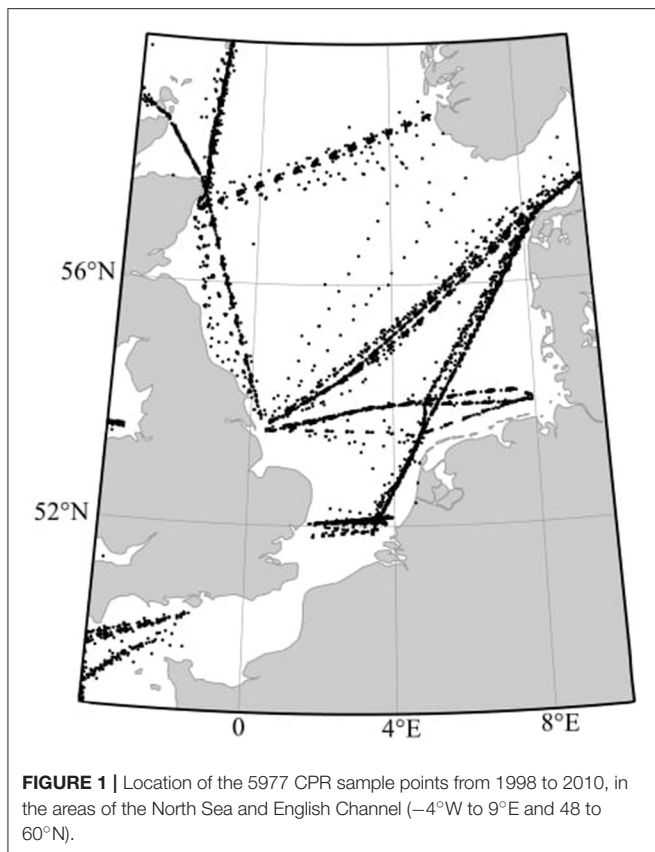 56°N
52°N
0
4°E
8°E
FIGURE 1 | Location of the 5977 CPR sample points from 1998 to 2010, in
the areas of the North Sea and English Channel (−4°W to 9°E and 48 to
60°N).